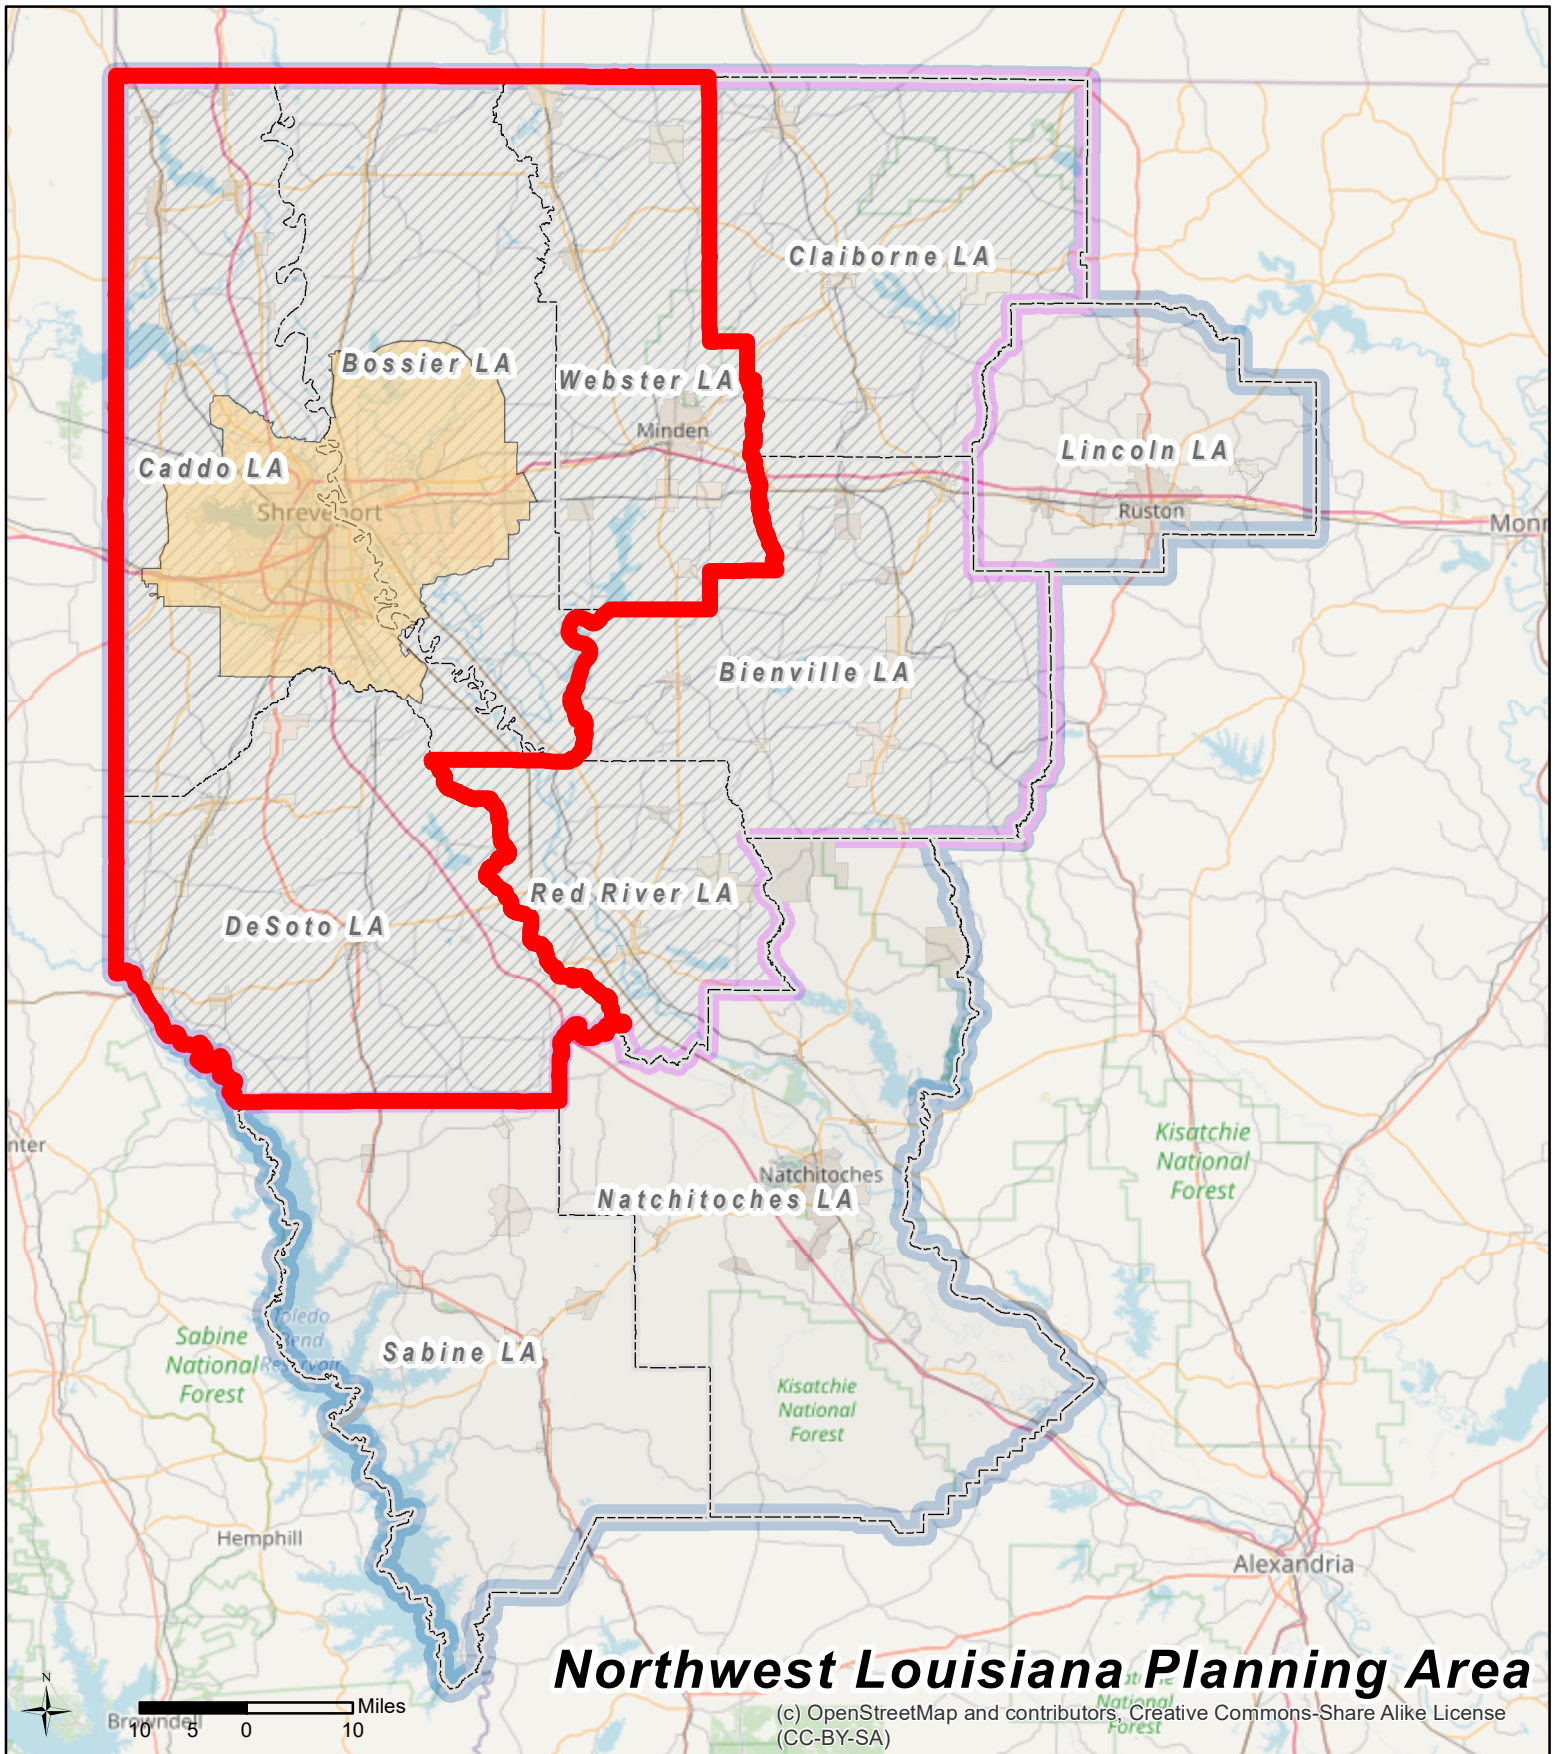 Claiborne LA
Bossier LA
Webster LA
Minden
Caddo LA
Lincoln LA
Shreveport
Ruston
Monr
Bienville LA
Red River LA
DeSoto LA
nter
Kisatchie
National
Forest
Natchitoches
Natchitoches LA
Toledo
Bend
Reservoir
Sabine
National
Forest
Sabine LA
Kisatchie
National
Forest
Hemphill
Alexandria
Northwest Louisiana Planning Area
National
Forest
N
Miles
10 5 0 10
Browndell
(c) OpenStreetMap and contributors, Creative Commons-Share Alike License
(CC-BY-SA)